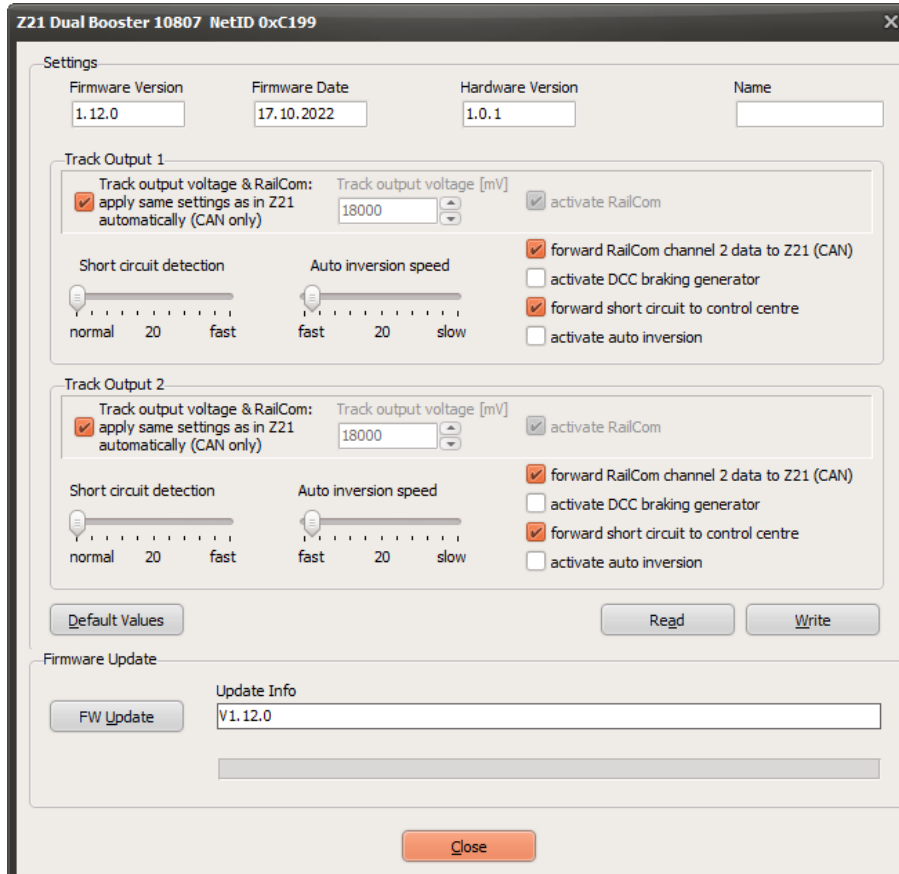 Z21 Dual Booster 10807 NetID 0xC199
Settings
Firmware Version Firmware Date Hardware Version Name
1.12.0 17.10.2022 1.0.1
Track Output 1
Track output voltage & RailCom:
apply same settings as in Z21
automatically (CAN only)
Track output voltage [mV]
18000
activate RailCom
Short circuit detection
normal 20 fast
Auto inversion speed
fast 20 slow
forward RailCom channel 2 data to Z21 (CAN)
activate DCC braking generator
forward short circuit to control centre
activate auto inversion
Track Output 2
Track output voltage & RailCom:
apply same settings as in Z21
automatically (CAN only)
Track output voltage [mV]
18000
activate RailCom
Short circuit detection
normal 20 fast
Auto inversion speed
fast 20 slow
forward RailCom channel 2 data to Z21 (CAN)
activate DCC braking generator
forward short circuit to control centre
activate auto inversion
Default Values Read Write
Firmware Update
FW Update
Update Info
V1.12.0
Close